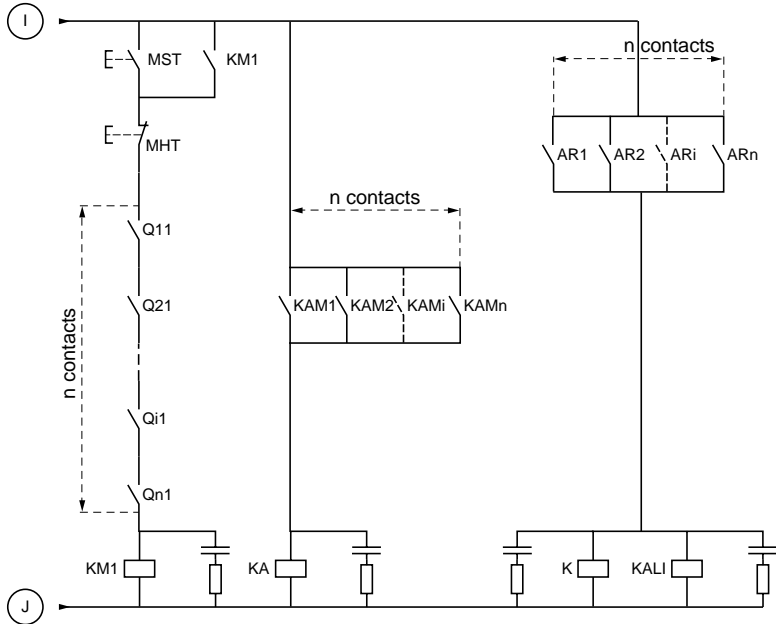 I
MST
KM1
n contacts
MHT
AR1
AR2
ARi
ARn
n contacts
Q11
n contacts
Q21
KAM1
KAM2
KAMi
KAMn
Qi1
Qn1
KM1
KA
K
KALI
J